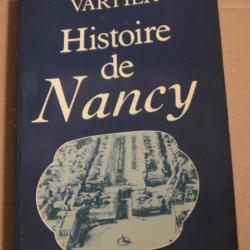 VARTIER
Histoire
de
Nancy